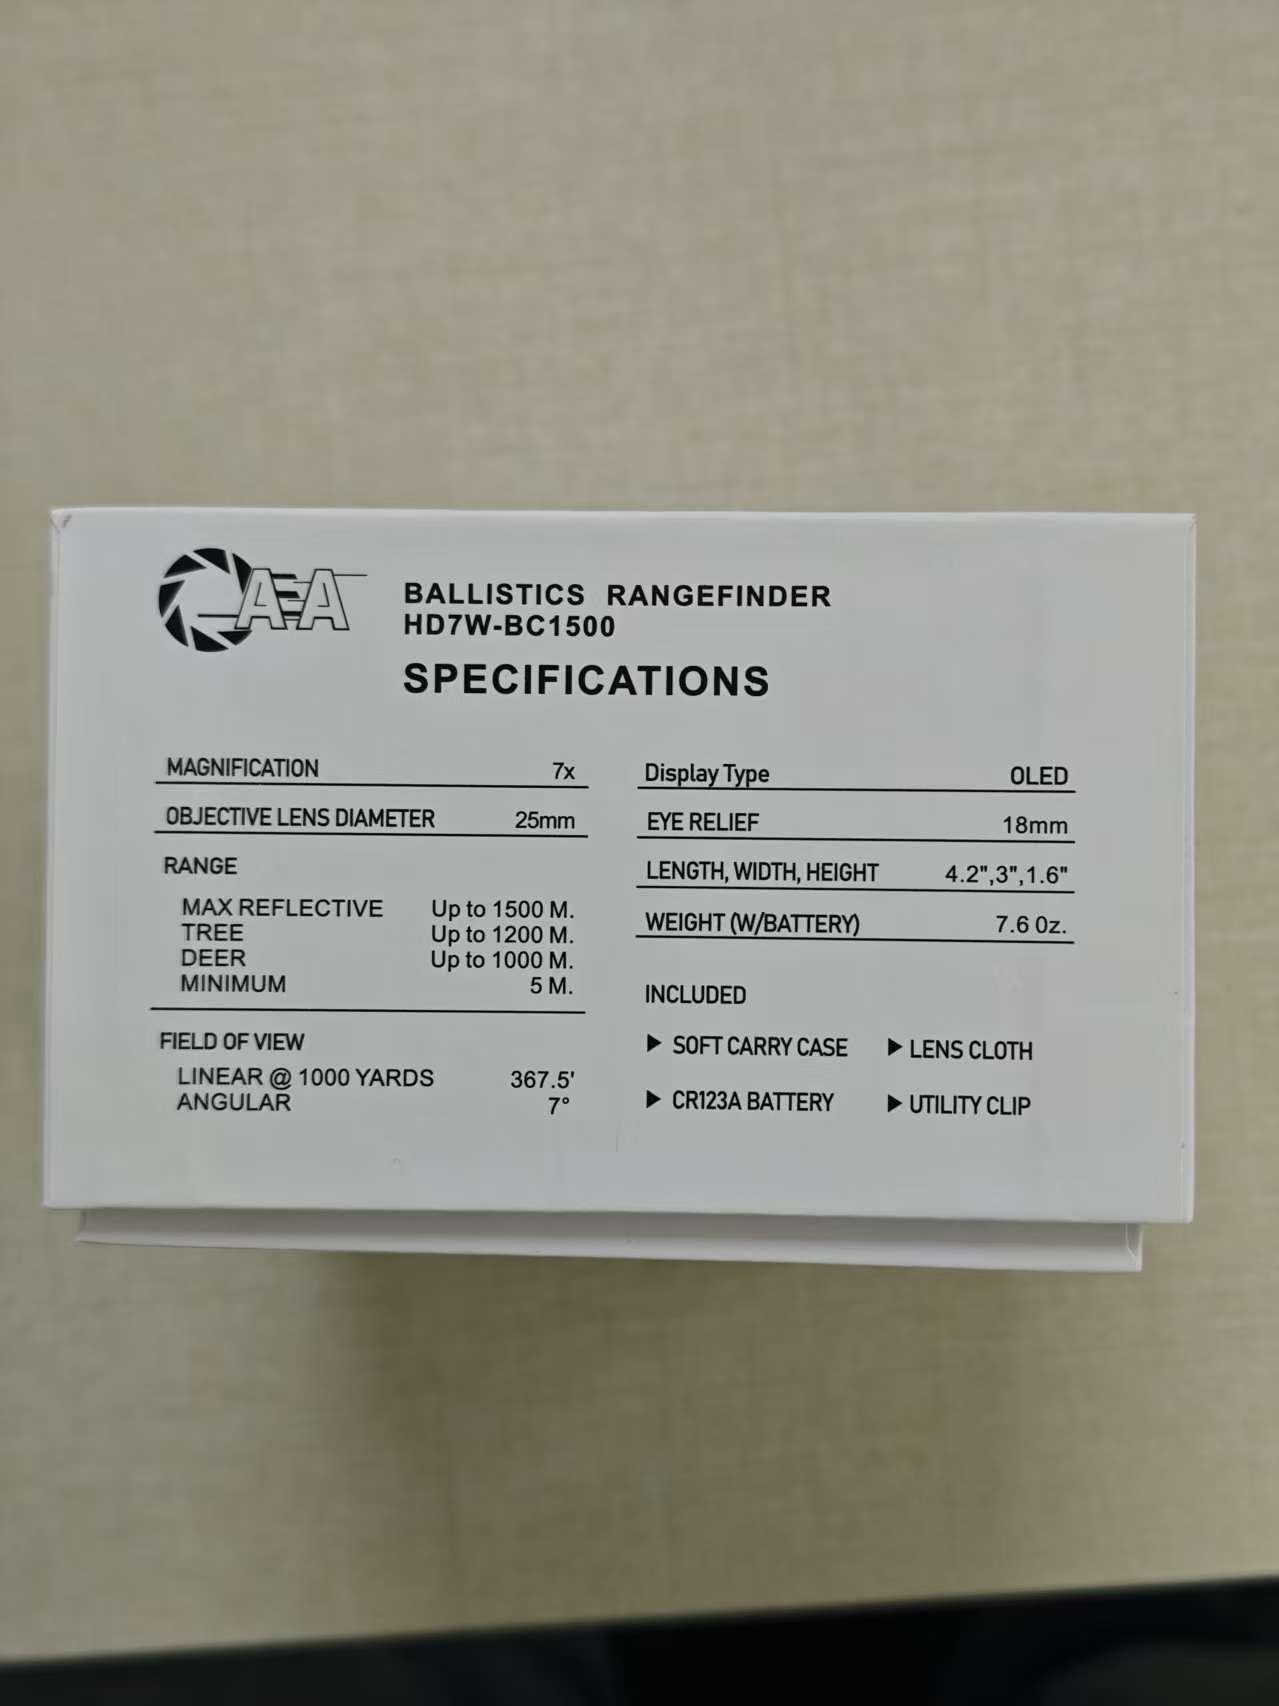 AEA
BALLISTICS RANGEFINDER
HD7W-BC1500
SPECIFICATIONS
MAGNIFICATION 7x
OBJECTIVE LENS DIAMETER 25mm
RANGE
MAX REFLECTIVE Up to 1500 M.
TREE Up to 1200 M.
DEER Up to 1000 M.
MINIMUM 5 M.
FIELD OF VIEW
LINEAR @ 1000 YARDS 367.5'
ANGULAR 7°
Display Type OLED
EYE RELIEF 18mm
LENGTH, WIDTH, HEIGHT 4.2",3",1.6"
WEIGHT (W/BATTERY) 7.6 Oz.
INCLUDED
▶ SOFT CARRY CASE ▶ LENS CLOTH
▶ CR123A BATTERY ▶ UTILITY CLIP